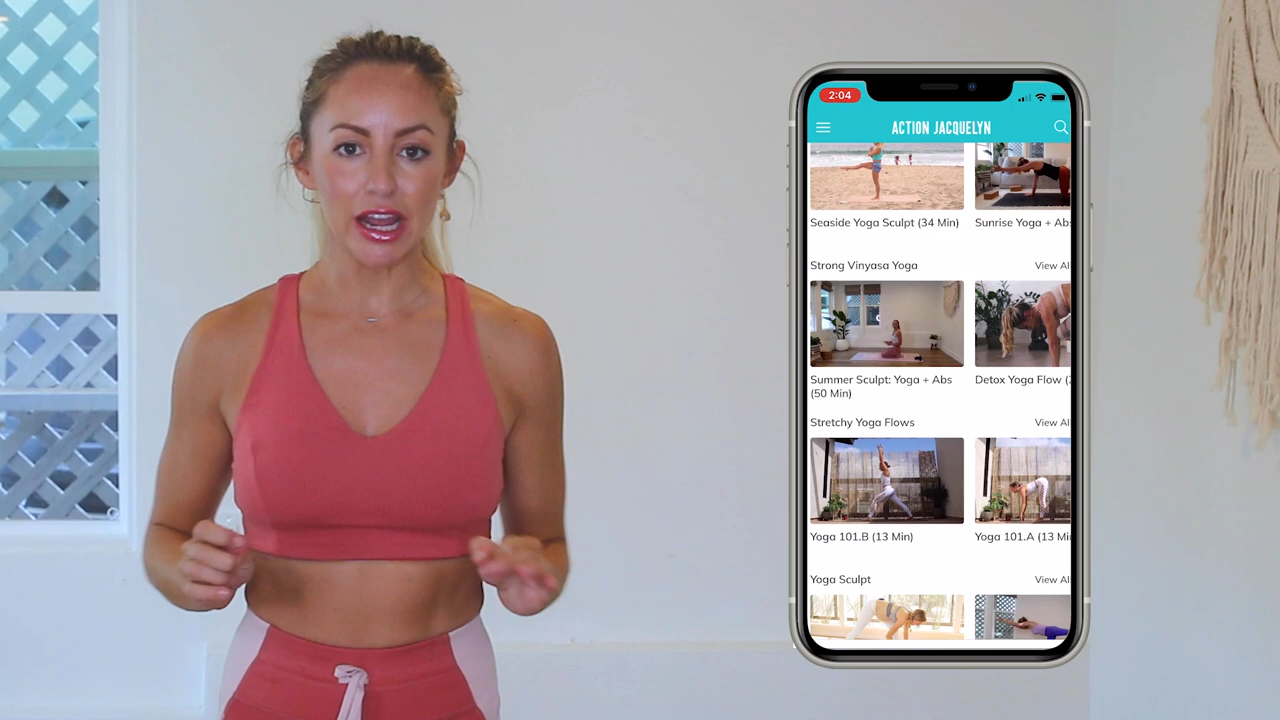 2:04
ACTION JACQUELYN
Seaside Yoga Sculpt (34 Min)
Sunrise Yoga + Abs
Strong Vinyasa Yoga
View Al
Summer Sculpt: Yoga + Abs
(50 Min)
Detox Yoga Flow (
Stretchy Yoga Flows
View Al
Yoga 101.B (13 Min)
Yoga 101.A (13 Mi
Yoga Sculpt
View Al